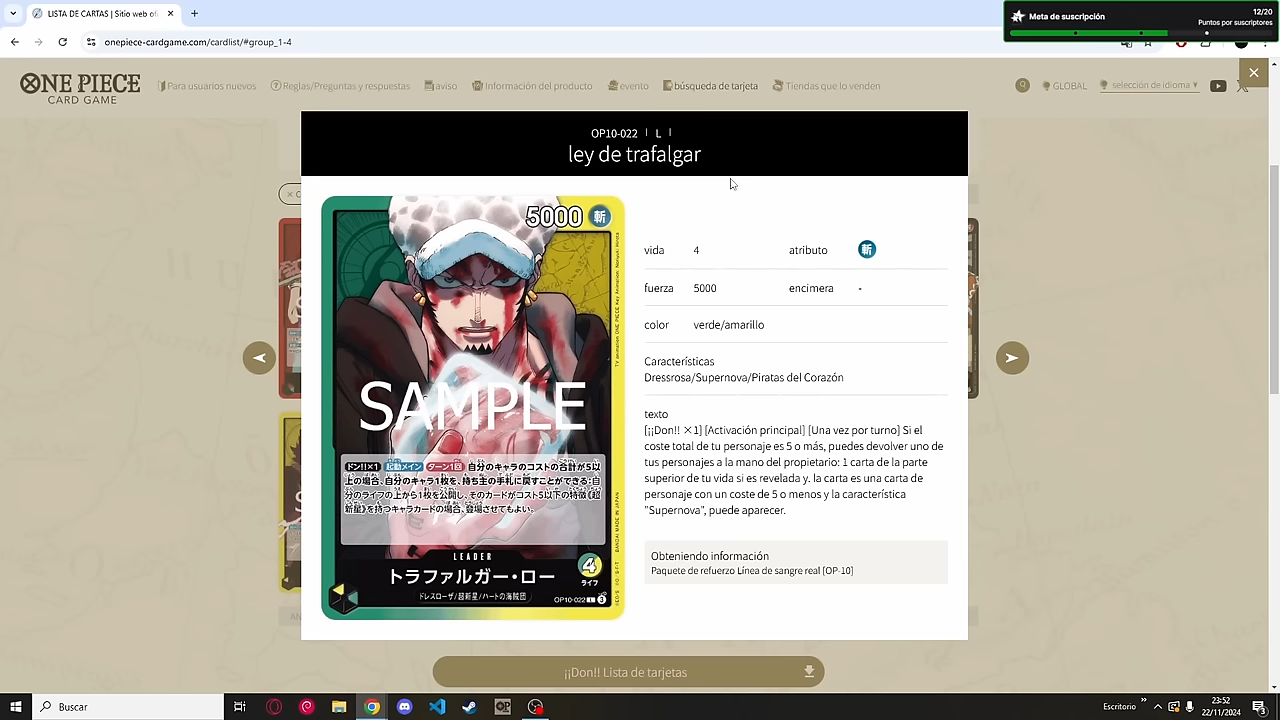 LISTA DE CARTAS | Sitio web of
Meta de suscripción
12/20
Puntos por suscriptores
onepiece-cardgame.com/cardlist/#group_1-4
ONE PIECE
CARD GAME
Para usuarios nuevos
Reglas/Preguntas y respuestas
Información del producto
evento
búsqueda de tarjeta
Tiendas que lo venden
GLOBAL
selección de idioma
OP10-022 | L |
ley de trafalgar
5000 斬
vida 4 atributo 斬
fuerza 5000 encimera -
color verde/amarillo
Características
Dressrosa/Supernova/Piratas del Corazón
texto
[¡¡Don!! ×1] [Activación principal] [Una vez por turno] Si el
coste total de tu personaje es 5 o más, puedes devolver uno de
tus personajes a la mano del propietario: 1 carta de la parte
superior de tu vida si es revelada y. la carta es una carta de
personaje con un coste de 5 o menos y la característica
"Supernova", puede aparecer.
Obteniendo información
Paquete de refuerzo Línea de sangre real [OP-10]
SAMPLE
ドン!!×1 起動メイン ターン1回 自分のキャラのコストの合計が5以
上の場合、自分のキャラ1枚を、持ち主の手札に戻すことができる:自
分のライフの上から1枚を公開し、そのカードがコスト5以下の特徴《超
新星》を持つキャラカードの場合、登場させてもよい。
LEADER
トラファルガー・ロー
4
ライフ
ドレスローザ/超新星/ハートの海賊団
OP10-022 L
¡¡Don!! Lista de tarjetas
Buscar
Escritorio
23:52
22/11/2024